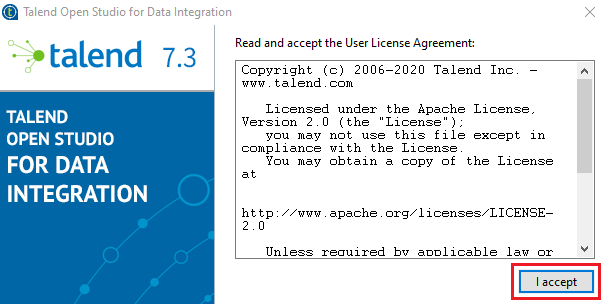 Talend Open Studio for Data Integration
talend 7.3
TALEND
OPEN STUDIO
FOR DATA
INTEGRATION
Read and accept the User License Agreement:
Copyright (c) 2006-2020 Talend Inc. –
www.talend.com
Licensed under the Apache License,
Version 2.0 (the "License");
you may not use this file except in
compliance with the License.
You may obtain a copy of the License
at
http://www.apache.org/licenses/LICENSE-
2.0
Unless required by applicable law or
I accept